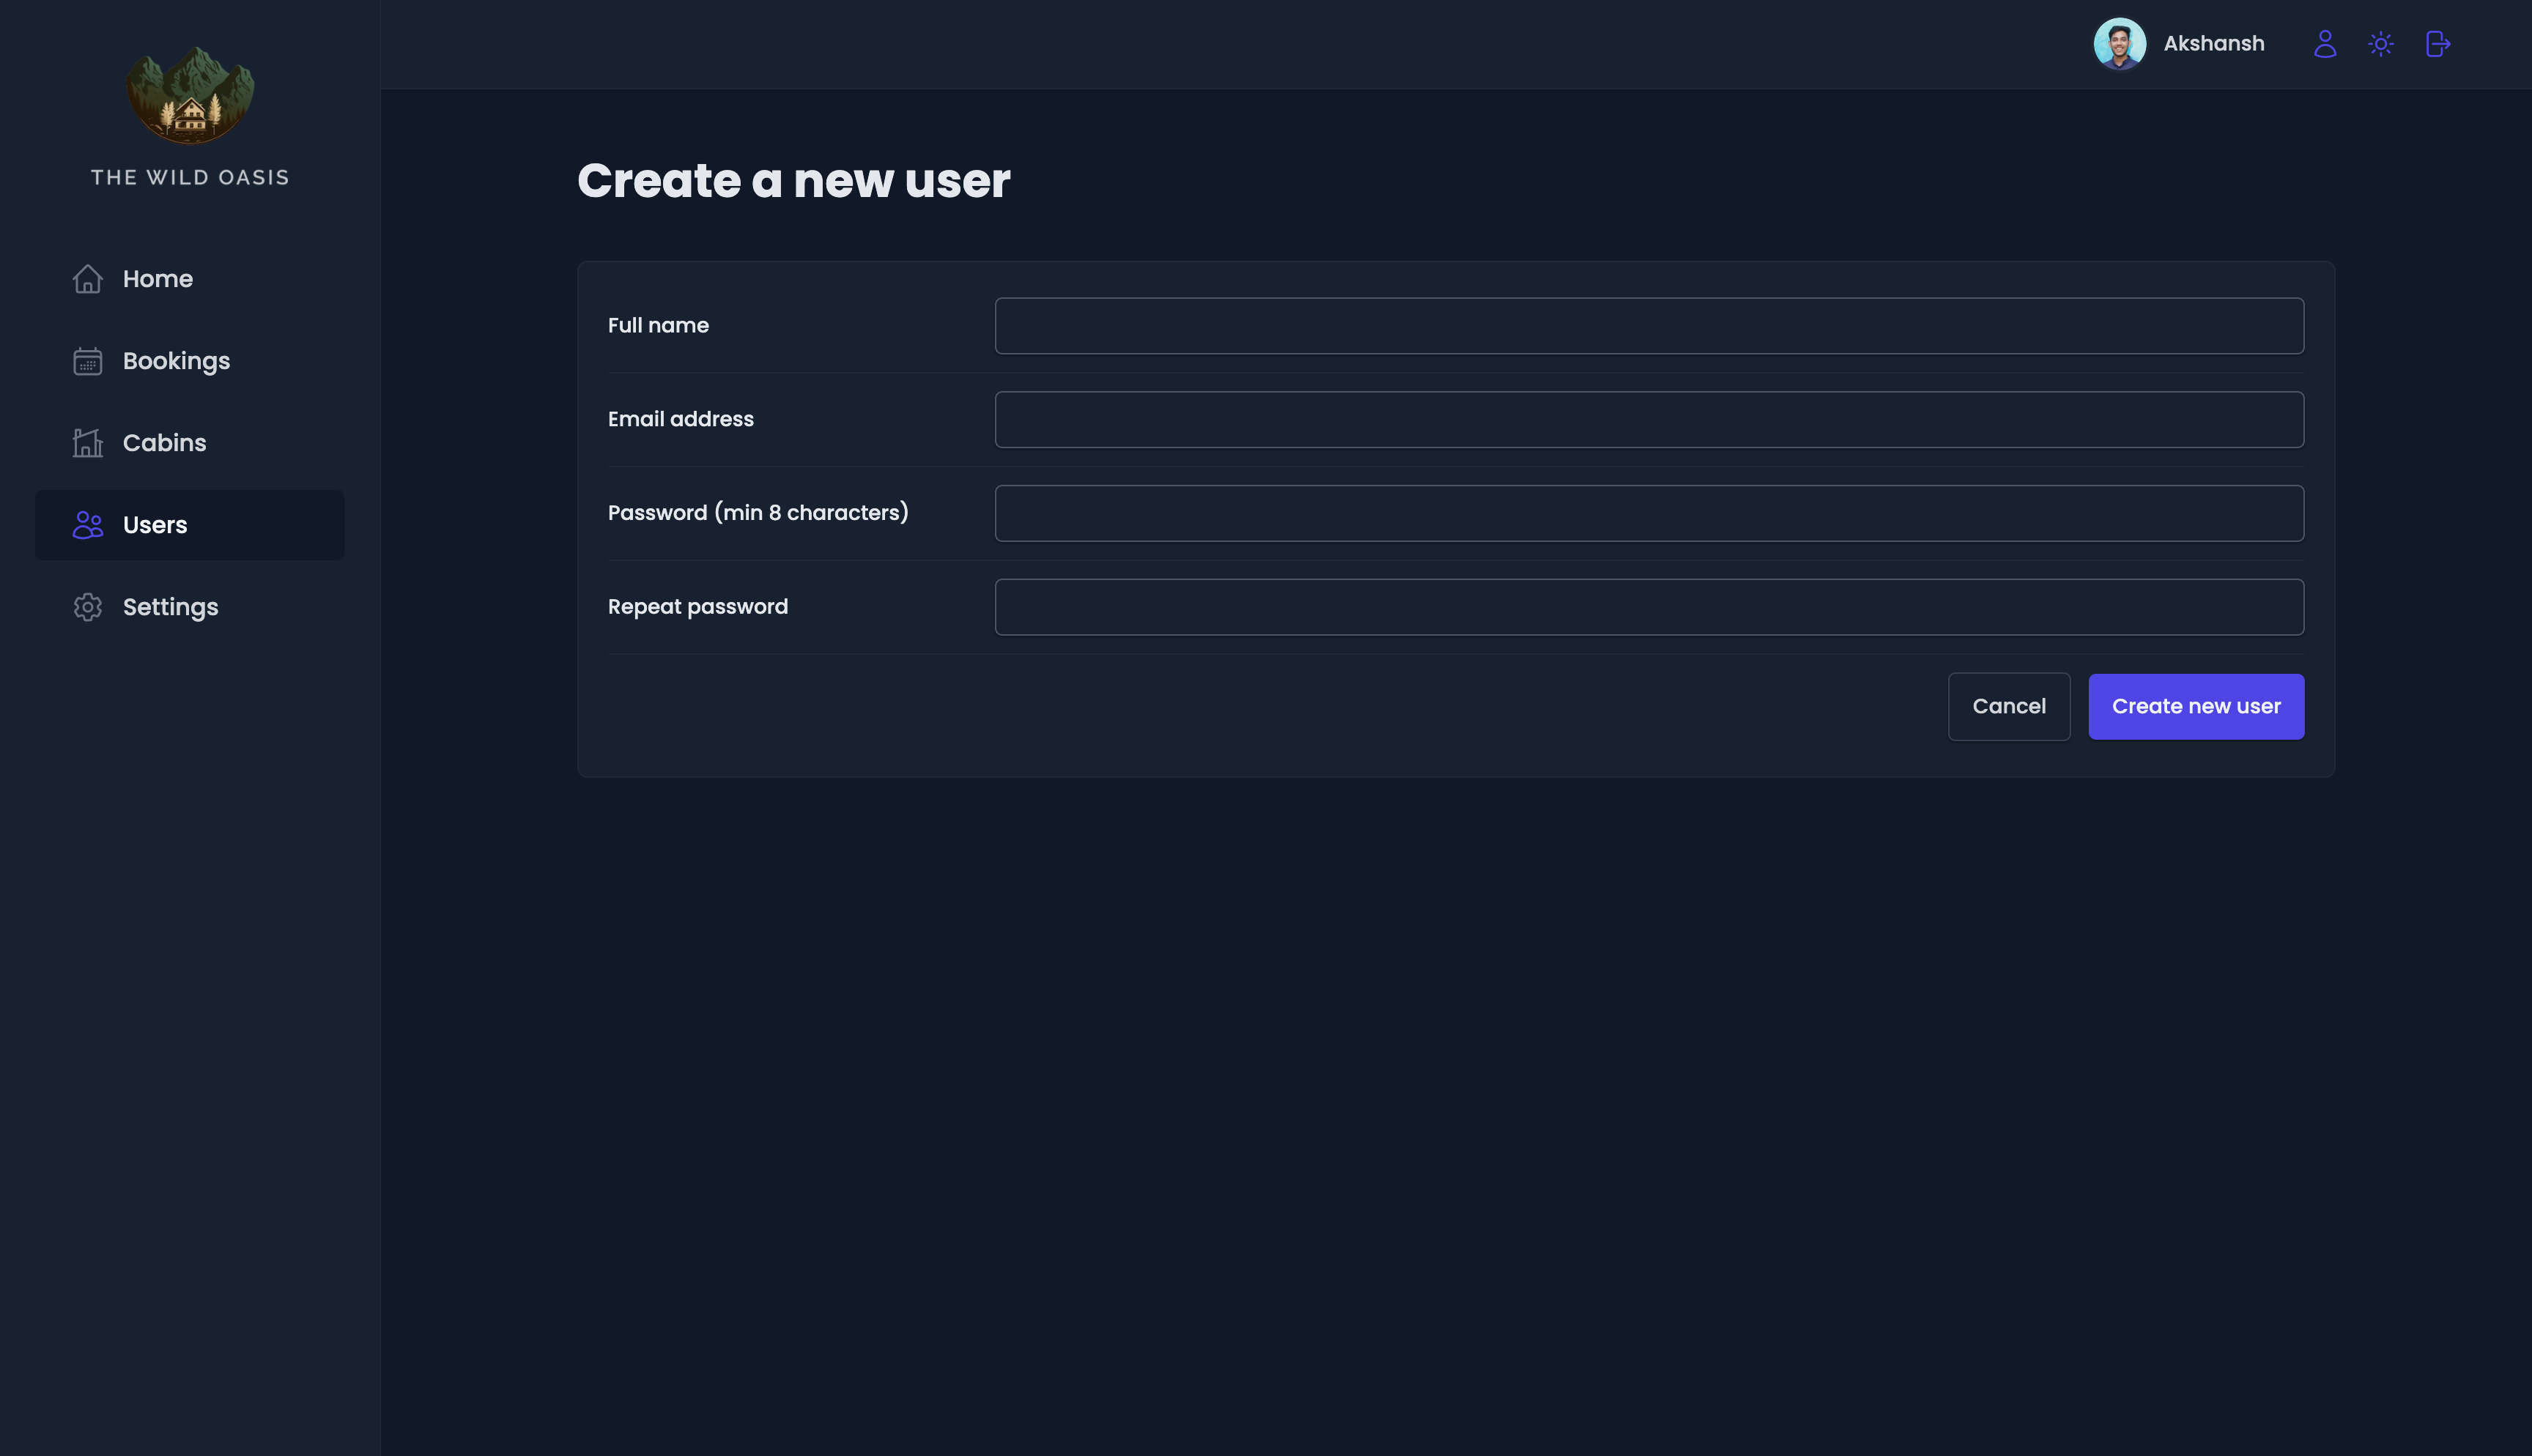 THE WILD OASIS
Home
Bookings
Cabins
Users
Settings
Akshansh
Create a new user
Full name
Email address
Password (min 8 characters)
Repeat password
Cancel
Create new user